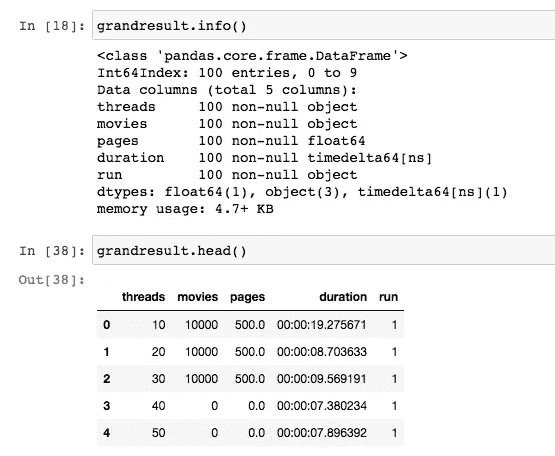 In [18]: grandresult.info()
<class 'pandas.core.frame.DataFrame'>
Int64Index: 100 entries, 0 to 9
Data columns (total 5 columns):
threads     100 non-null object
movies      100 non-null object
pages       100 non-null float64
duration    100 non-null timedelta64[ns]
run         100 non-null object
dtypes: float64(1), object(3), timedelta64[ns](1)
memory usage: 4.7+ KB
In [38]: grandresult.head()
Out[38]:
threads movies pages duration run
0 10 10000 500.0 00:00:19.275671 1
1 20 10000 500.0 00:00:08.703633 1
2 30 10000 500.0 00:00:09.569191 1
3 40 0 0.0 00:00:07.380234 1
4 50 0 0.0 00:00:07.896392 1